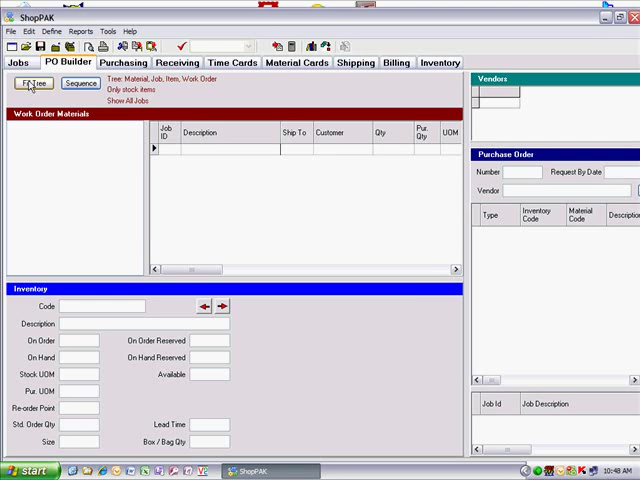 ShopPAK
File Edit Define Reports Tools Help
Jobs PO Builder Purchasing Receiving Time Cards Material Cards Shipping Billing Inventory
Tree Sequence
Tree: Material, Job, Item, Work Order
Only stock items
Show All Jobs
Work Order Materials
Job ID Description Ship To Customer Qty Pur. Qty UOM
Vendors
Purchase Order
Number Request By Date
Vendor
Type Inventory Code Material Code Description
Job Id Job Description
Inventory
Code
Description
On Order On Order Reserved
On Hand On Hand Reserved
Stock UOM Available
Pur. UOM
Re-order Point
Std. Order Qty Lead Time
Size Box / Bag Qty
start ShopPAK 10:48 AM